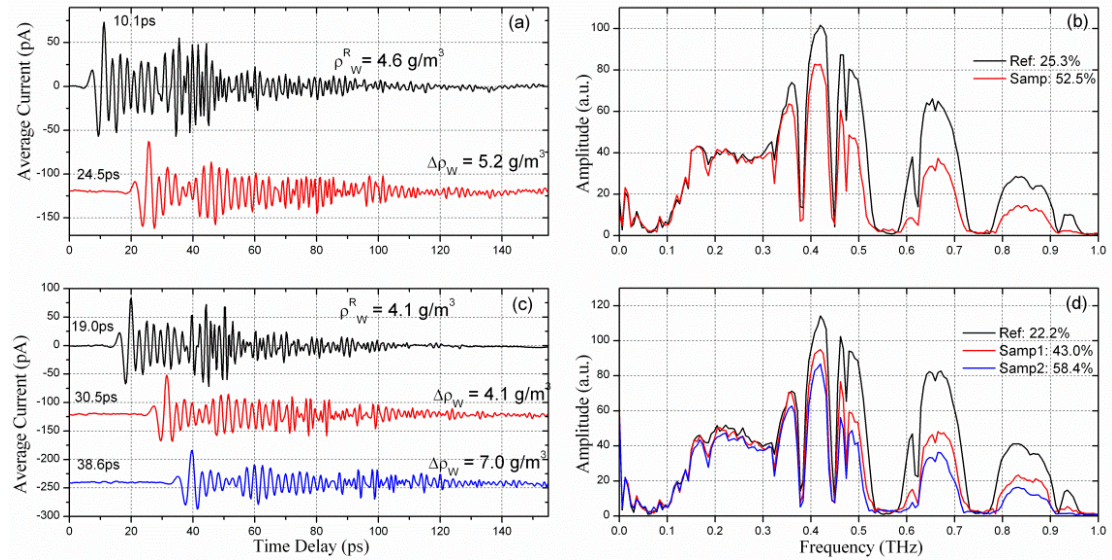 (a)
10.1ps
ρ^R_W = 4.6 g/m³
Δρ_W = 5.2 g/m³
24.5ps
Average Current (pA)
50
0
-50
-100
-150
0 20 40 60 80 100 120 140
(b)
Ref: 25.3%
Samp: 52.5%
Amplitude (a.u.)
100
80
60
40
20
0
0.0 0.1 0.2 0.3 0.4 0.5 0.6 0.7 0.8 0.9 1.0
(c)
19.0ps
ρ^R_W = 4.1 g/m³
30.5ps
Δρ_W = 4.1 g/m³
38.6ps
Δρ_W = 7.0 g/m³
Average Current (pA)
100
50
0
-50
-100
-150
-200
-250
-300
0 20 40 60 80 100 120 140
Time Delay (ps)
(d)
Ref: 22.2%
Samp1: 43.0%
Samp2: 58.4%
Amplitude (a.u.)
120
100
80
60
40
20
0
0.0 0.1 0.2 0.3 0.4 0.5 0.6 0.7 0.8 0.9 1.0
Frequency (THz)